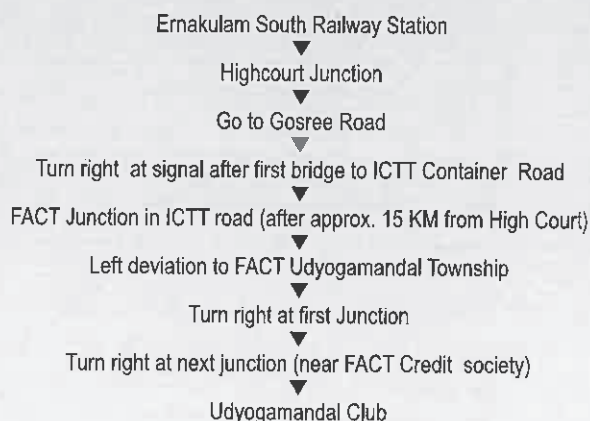 Ernakulam South Railway Station
Highcourt Junction
Go to Gosree Road
Turn right at signal after first bridge to ICTT Container Road
FACT Junction in ICTT road (after approx. 15 KM from High Court)
Left deviation to FACT Udyogamandal Township
Turn right at first Junction
Turn right at next junction (near FACT Credit society)
Udyogamandal Club